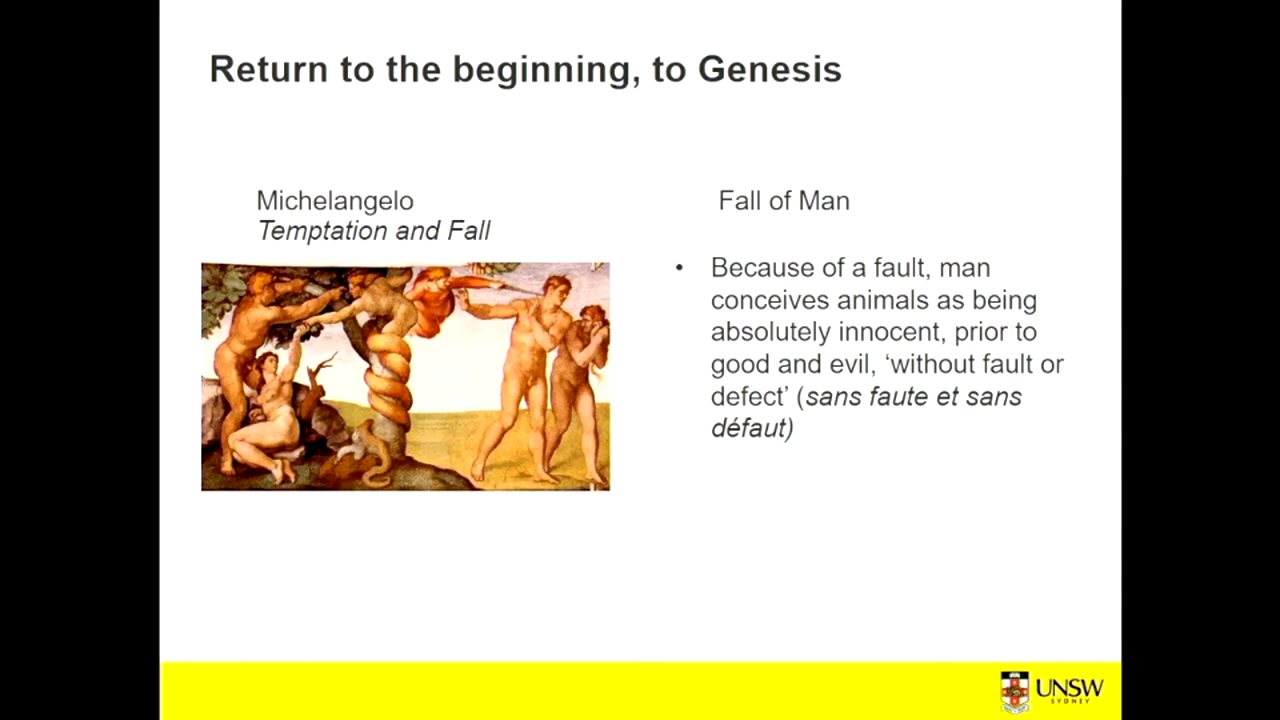 Return to the beginning, to Genesis
Michelangelo
Temptation and Fall
Fall of Man
• Because of a fault, man
conceives animals as being
absolutely innocent, prior to
good and evil, ‘without fault or
defect’ (sans faute et sans
défaut)
UNSW
SYDNEY